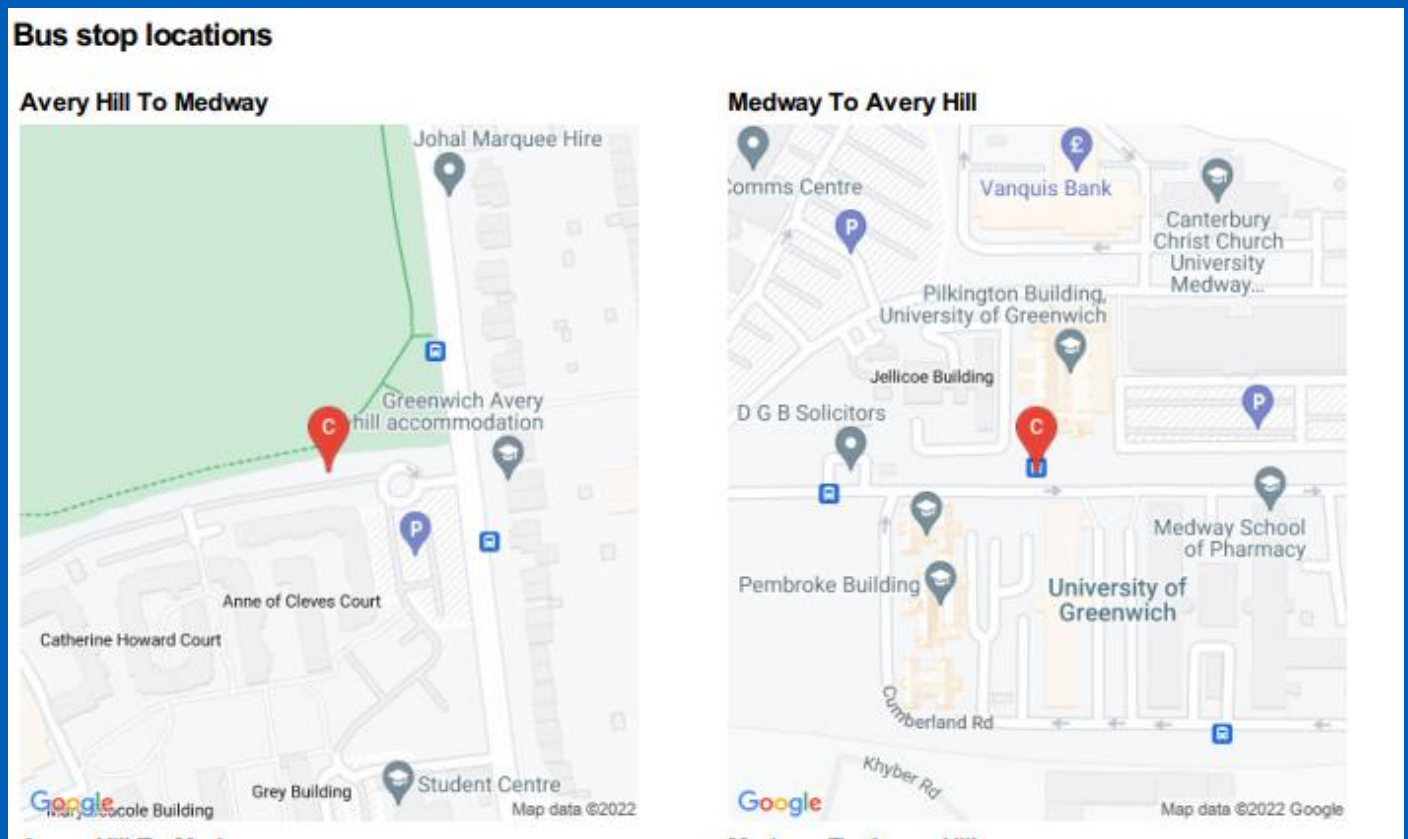 Bus stop locations
Avery Hill To Medway
Johal Marquee Hire
Greenwich Avery
hill accommodation
C
P
Anne of Cleves Court
Catherine Howard Court
Grey Building
Student Centre
Google
cole Building
Map data ©2022
Medway To Avery Hill
£
Comms Centre
Vanquis Bank
P
Canterbury
Christ Church
University
Medway...
Pilkington Building,
University of Greenwich
Jellicoe Building
D G B Solicitors
C
P
Medway School
of Pharmacy
Pembroke Building
University of
Greenwich
Cumberland Rd
Khyber Rd
Google
Map data ©2022 Google